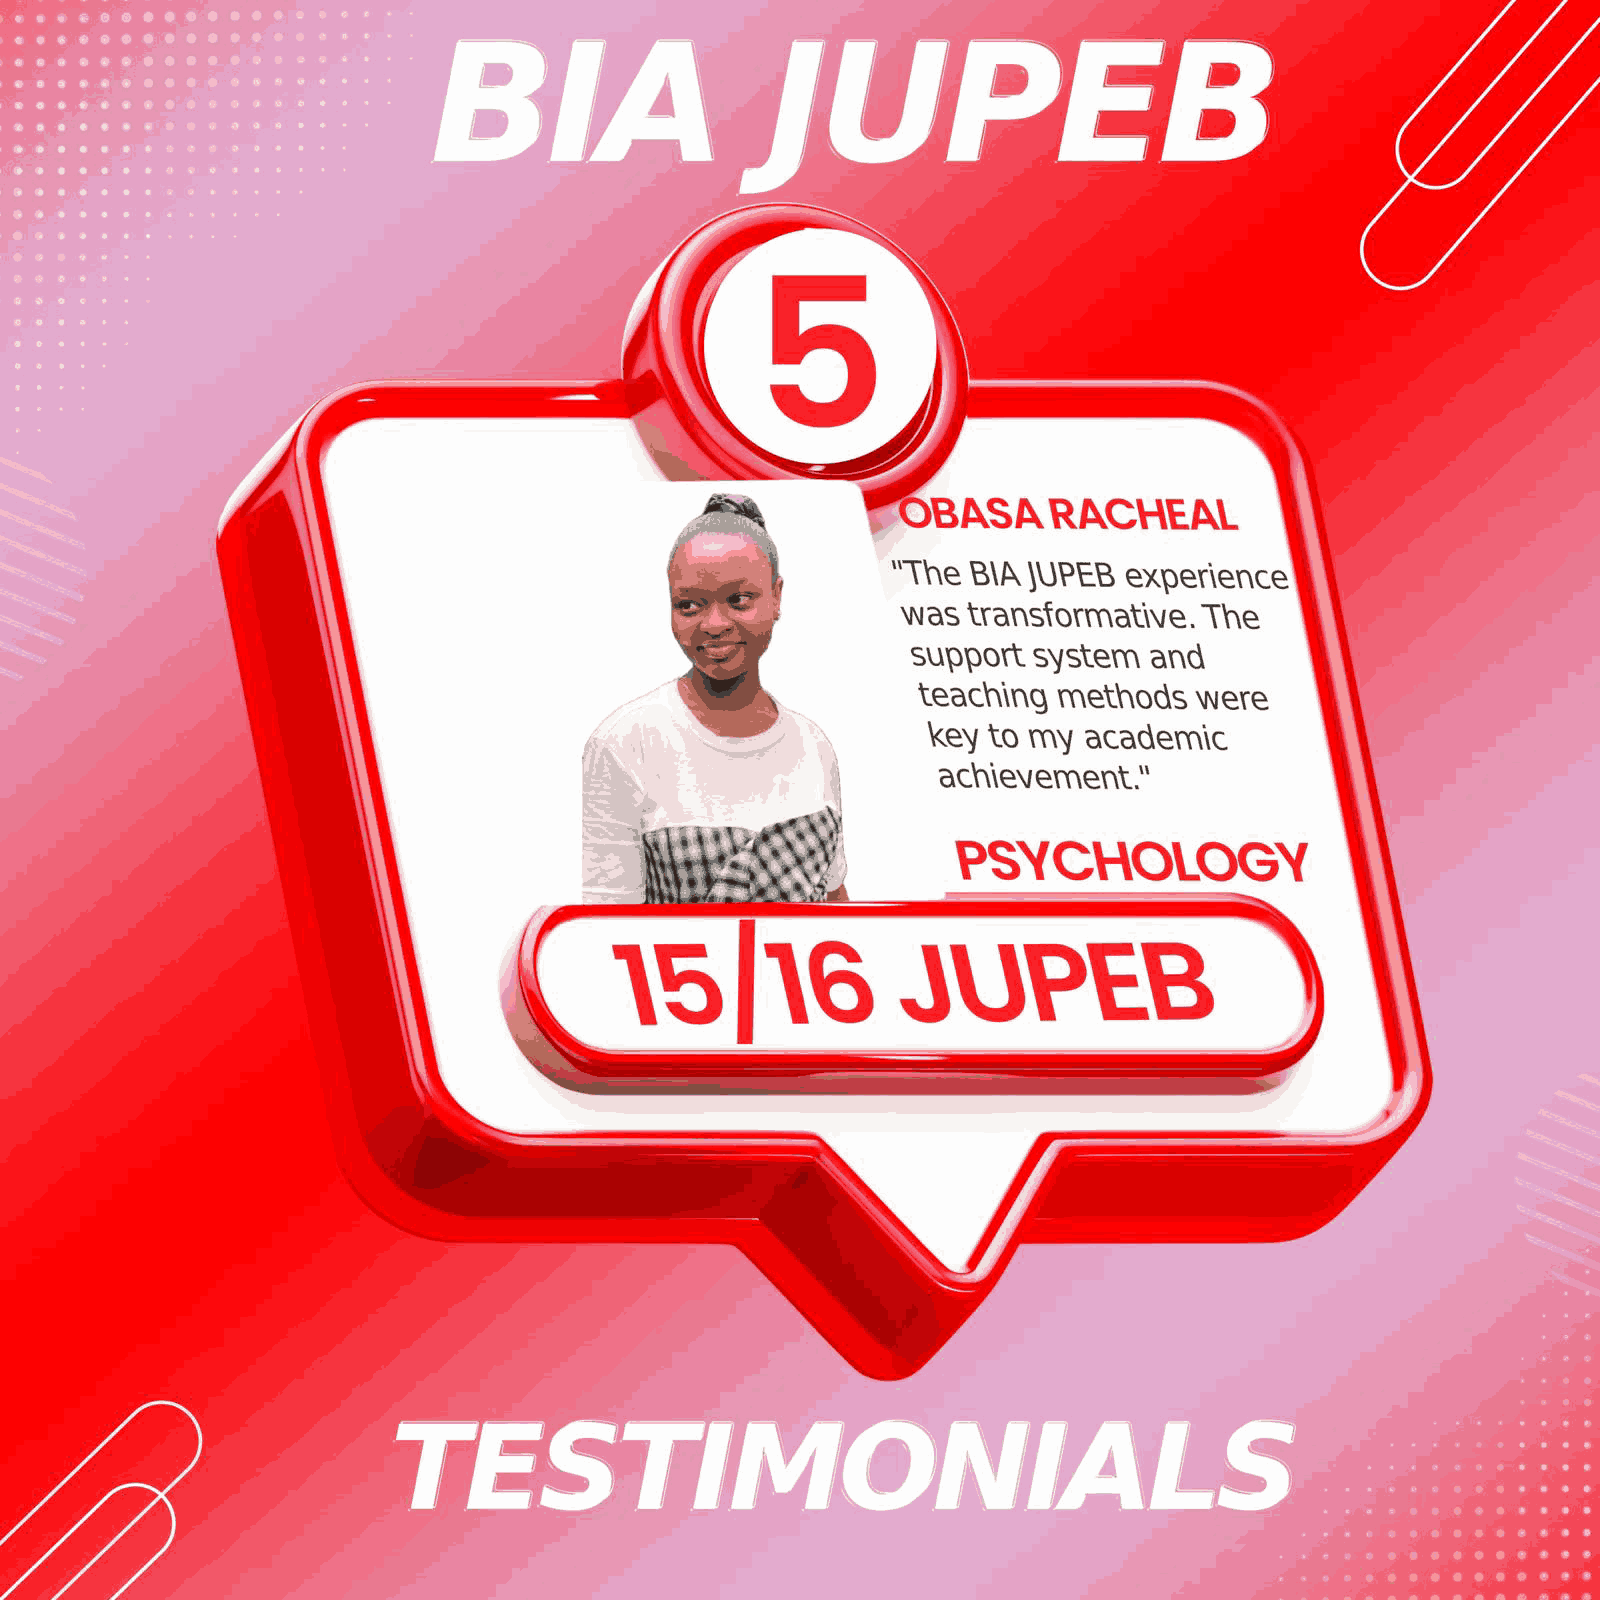 BIA JUPEB
5
OBASA RACHEAL
"The BIA JUPEB experience
was transformative. The
support system and
teaching methods were
key to my academic
achievement."
PSYCHOLOGY
15/16 JUPEB
TESTIMONIALS